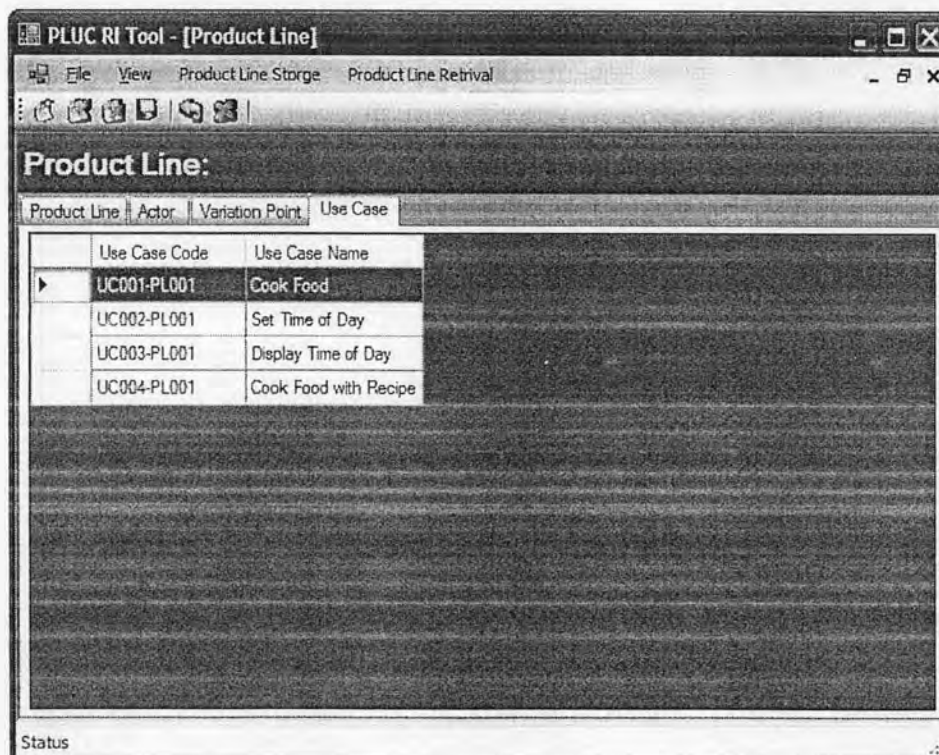 PLUC RI Tool - [Product Line]
File View Product Line Storge Product Line Retrival
Product Line:
Product Line Actor Variation Point Use Case
Use Case Code Use Case Name
UC001-PL001 Cook Food
UC002-PL001 Set Time of Day
UC003-PL001 Display Time of Day
UC004-PL001 Cook Food with Recipe
Status